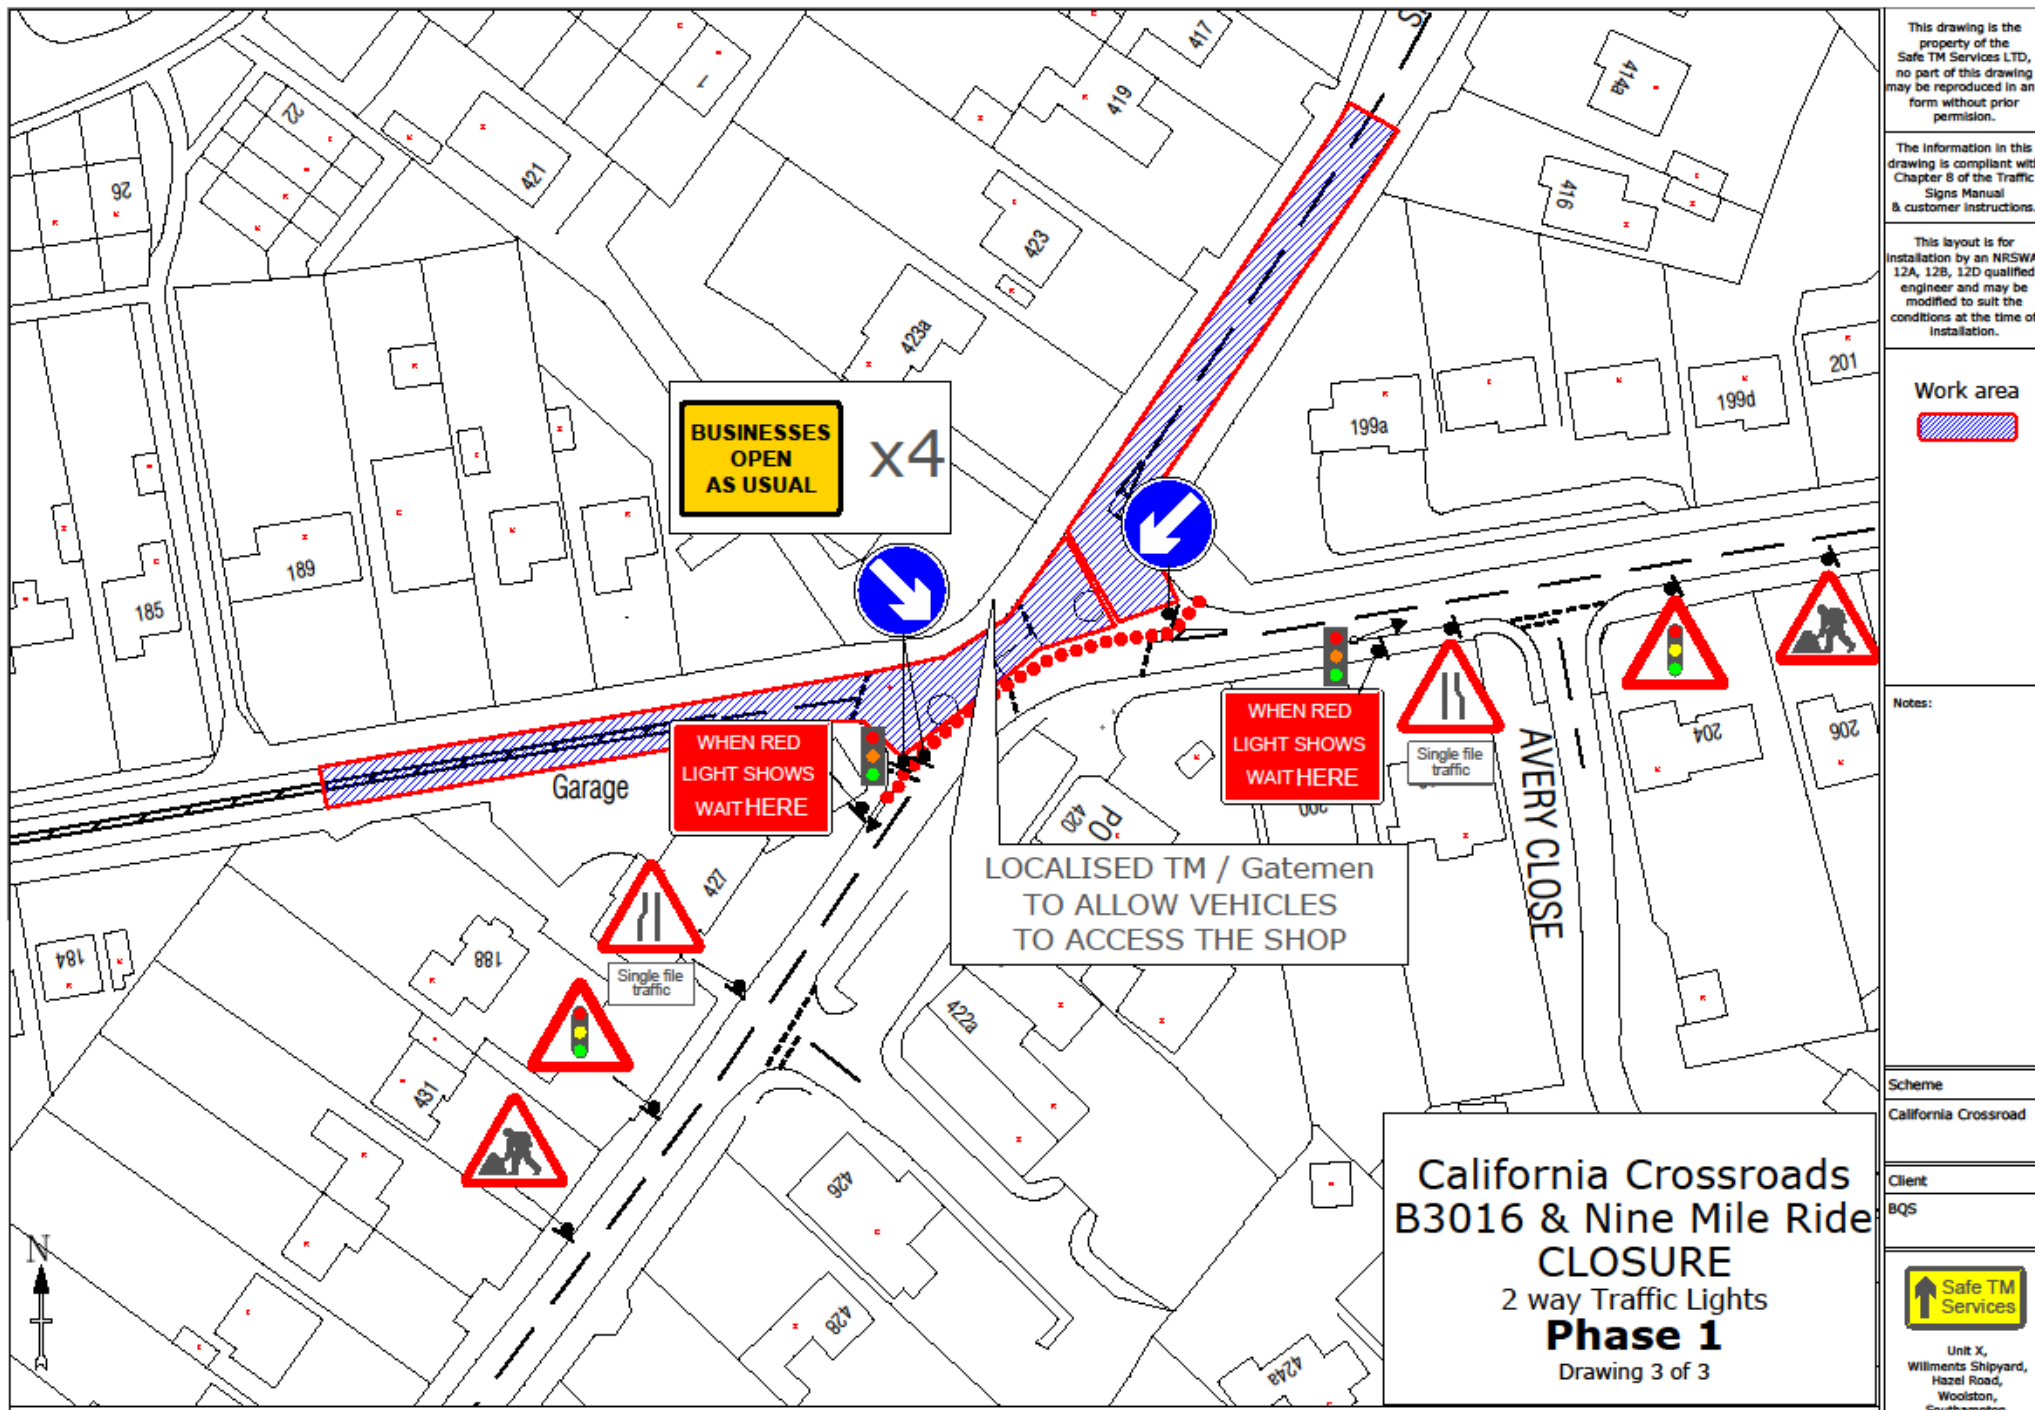 417
419
421
423
423a
22
26
1
414a
416
201
199d
199a
189
185
BUSINESSES
OPEN
AS USUAL
x4
Garage
WHEN RED
LIGHT SHOWS
WAIT HERE
WHEN RED
LIGHT SHOWS
WAIT HERE
Single file
traffic
204
206
AVERY CLOSE
200
420
PO
427
LOCALISED TM / Gatemen
TO ALLOW VEHICLES
TO ACCESS THE SHOP
Single file
traffic
184
188
431
422a
426
428
424a
N
California Crossroads
B3016 & Nine Mile Ride
CLOSURE
2 way Traffic Lights
Phase 1
Drawing 3 of 3
This drawing is the
property of the
Safe TM Services LTD,
no part of this drawing
may be reproduced in an
form without prior
permision.
The information in this
drawing is compliant with
Chapter 8 of the Traffic
Signs Manual
& customer instructions.
This layout is for
installation by an NRSWA
12A, 12B, 12D qualified
engineer and may be
modified to suit the
conditions at the time of
installation.
Work area
Notes:
Scheme
California Crossroad
Client
BQS
Safe TM
Services
Unit X,
Willments Shipyard,
Hazel Road,
Woolston,
Southampton